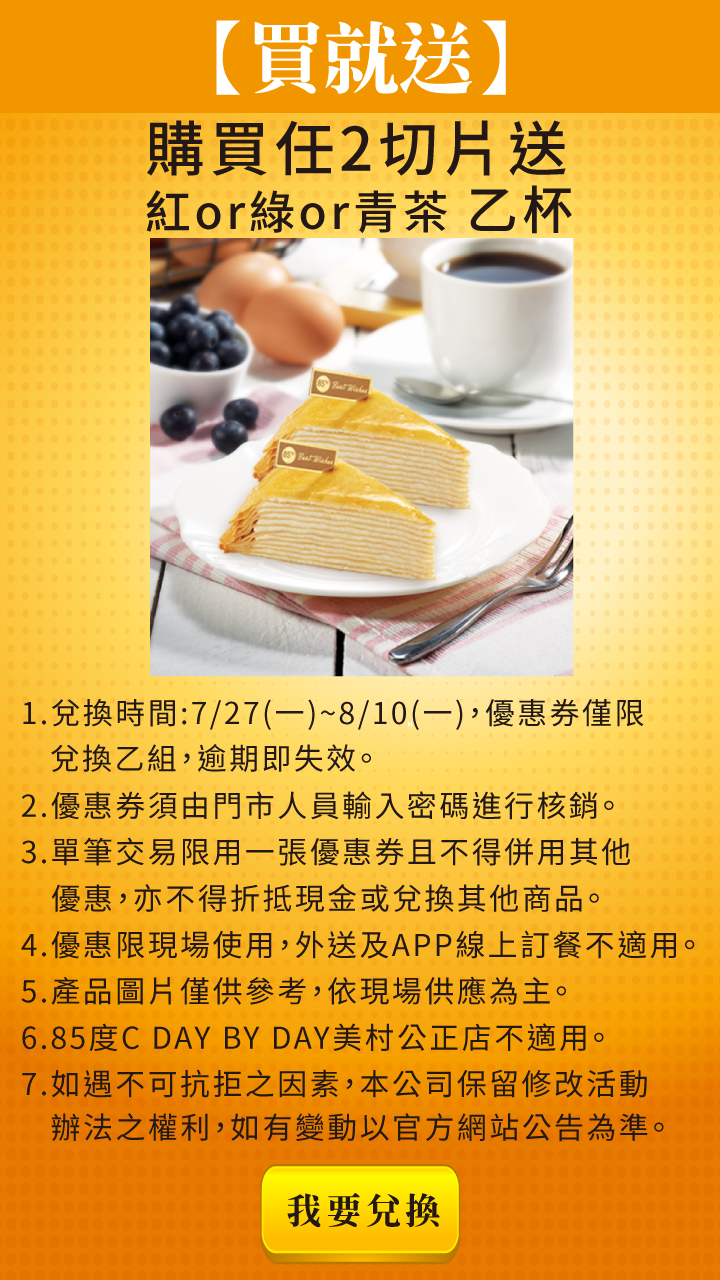 【買就送】
購買任2切片送
紅or綠or青茶 乙杯
85°C Best Wishes
85°C Best Wishes
1.兌換時間:7/27(一)~8/10(一)，優惠券僅限
兌換乙組，逾期即失效。
2.優惠券須由門市人員輸入密碼進行核銷。
3.單筆交易限用一張優惠券且不得併用其他
優惠，亦不得折抵現金或兌換其他商品。
4.優惠限現場使用，外送及APP線上訂餐不適用。
5.產品圖片僅供參考，依現場供應為主。
6.85度C DAY BY DAY美村公正店不適用。
7.如遇不可抗拒之因素，本公司保留修改活動
辦法之權利，如有變動以官方網站公告為準。
我要兌換